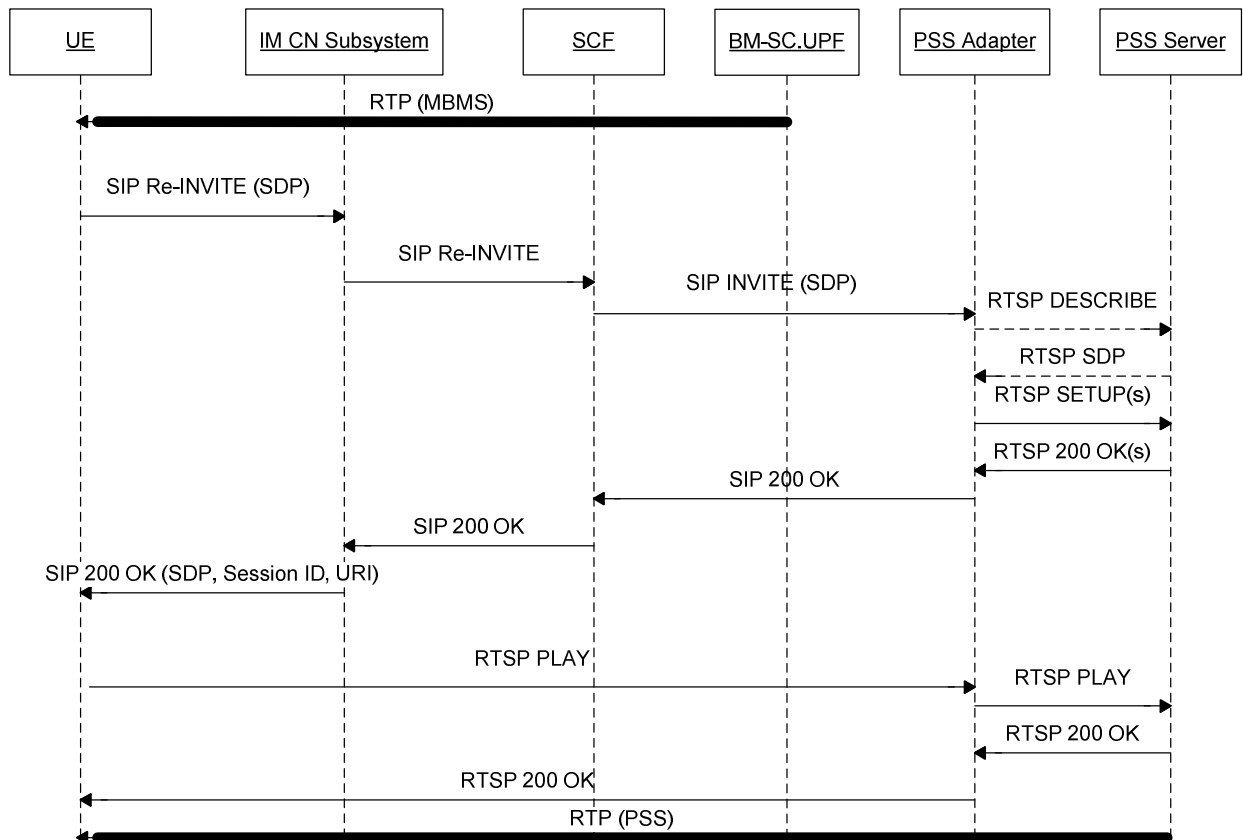 UE
IM CN Subsystem
SCF
BM-SC.UPF
PSS Adapter
PSS Server
RTP (MBMS)
SIP Re-INVITE (SDP)
SIP Re-INVITE
SIP INVITE (SDP)
RTSP DESCRIBE
RTSP SDP
RTSP SETUP(s)
RTSP 200 OK(s)
SIP 200 OK
SIP 200 OK
SIP 200 OK (SDP, Session ID, URI)
RTSP PLAY
RTSP PLAY
RTSP 200 OK
RTSP 200 OK
RTP (PSS)